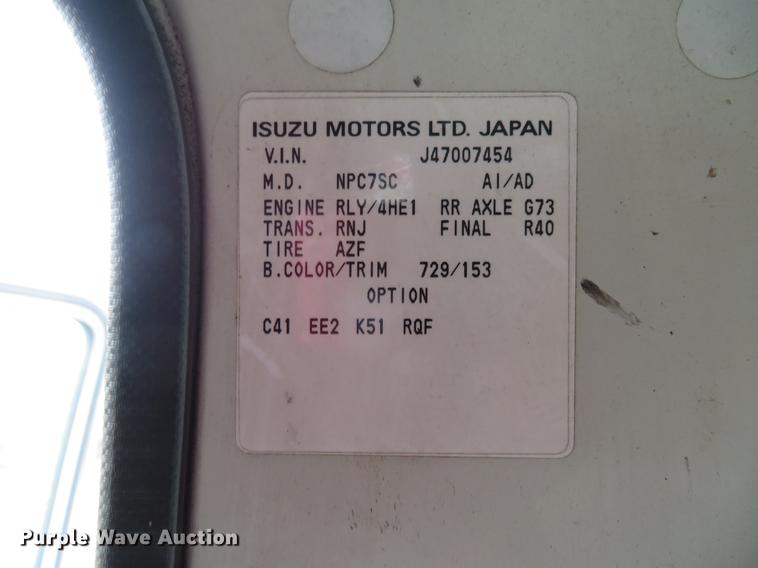 ISUZU MOTORS LTD. JAPAN
V.I.N. J47007454
M.D. NPC7SC AI/AD
ENGINE RLY/4HE1 RR AXLE G73
TRANS. RNJ FINAL R40
TIRE AZF
B.COLOR/TRIM 729/153
OPTION
C41 EE2 K51 RQF
Purple Wave Auction